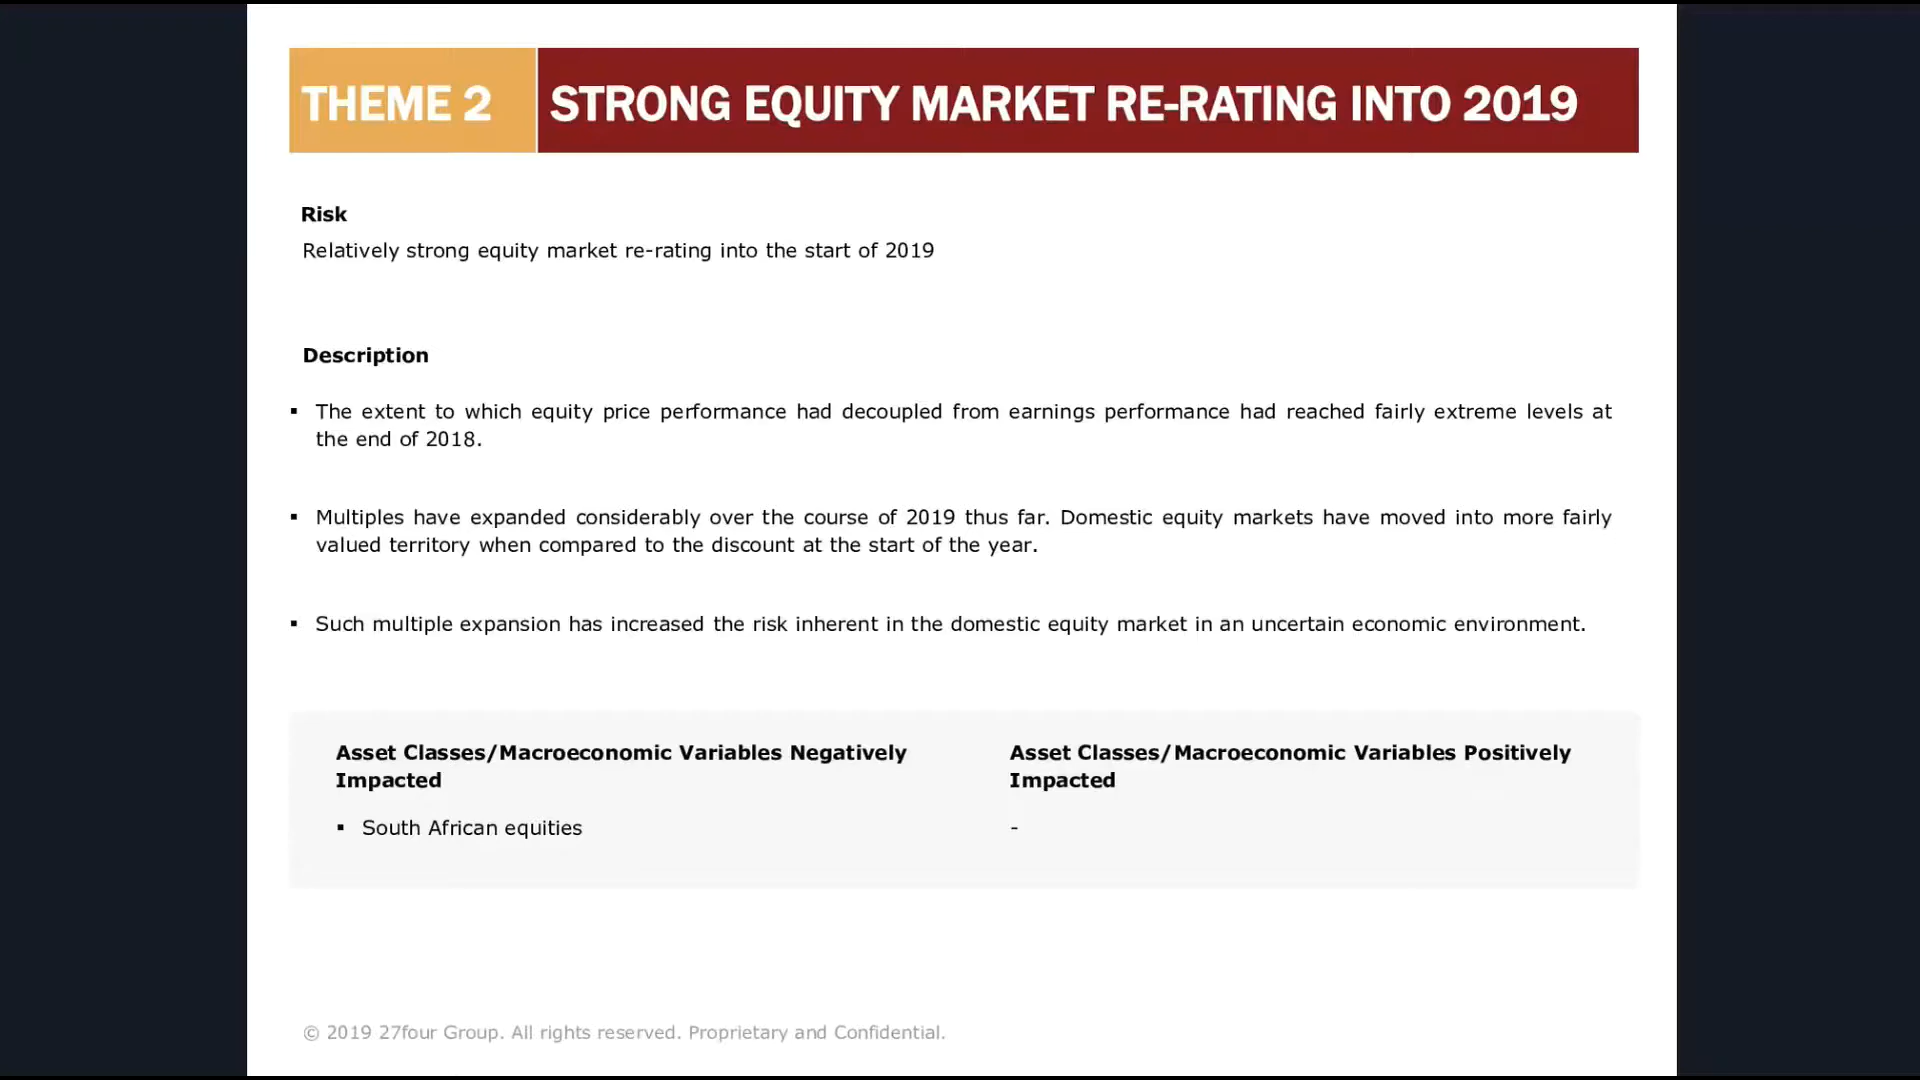 THEME 2
STRONG EQUITY MARKET RE-RATING INTO 2019
Risk
Relatively strong equity market re-rating into the start of 2019
Description
▪ The extent to which equity price performance had decoupled from earnings performance had reached fairly extreme levels at
the end of 2018.
▪ Multiples have expanded considerably over the course of 2019 thus far. Domestic equity markets have moved into more fairly
valued territory when compared to the discount at the start of the year.
▪ Such multiple expansion has increased the risk inherent in the domestic equity market in an uncertain economic environment.
Asset Classes/Macroeconomic Variables Negatively
Impacted
▪ South African equities
Asset Classes/Macroeconomic Variables Positively
Impacted
-
© 2019 27four Group. All rights reserved. Proprietary and Confidential.